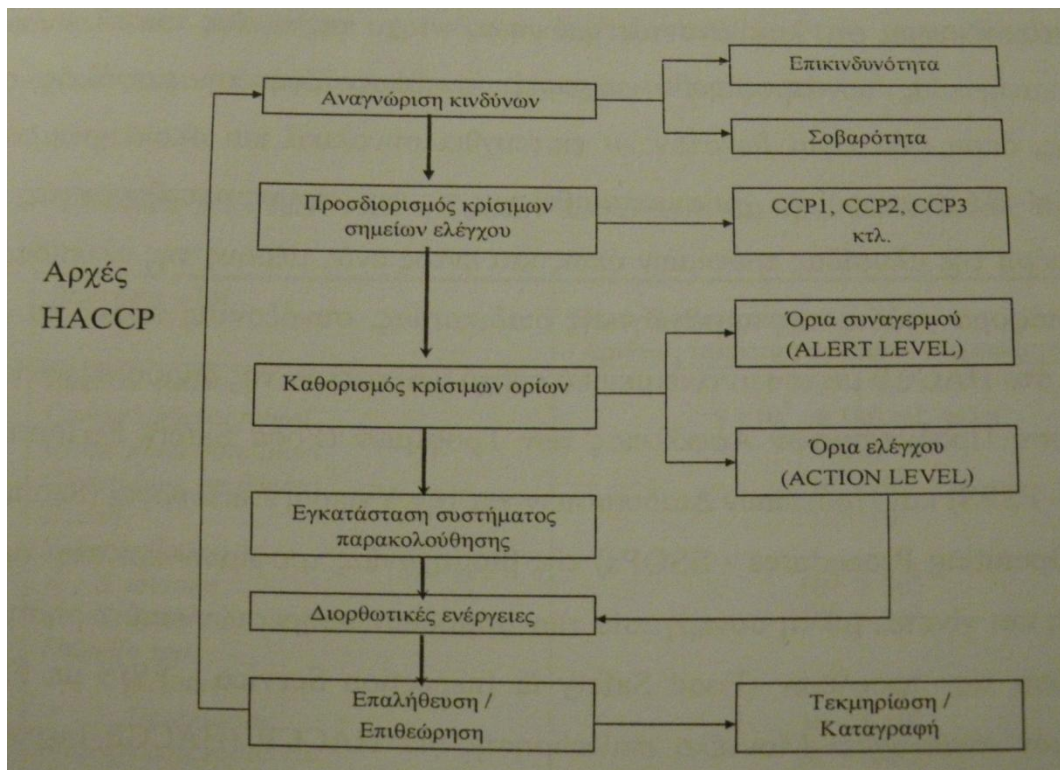 Αναγνώριση κινδύνων
Επικινδυνότητα
Σοβαρότητα
Προσδιορισμός κρίσιμων
σημείων ελέγχου
CCP1, CCP2, CCP3
κτλ.
Αρχές
HACCP
Καθορισμός κρίσιμων ορίων
Όρια συναγερμού
(ALERT LEVEL)
Όρια ελέγχου
(ACTION LEVEL)
Εγκατάσταση συστήματος
παρακολούθησης
Διορθωτικές ενέργειες
Επαλήθευση /
Επιθεώρηση
Τεκμηρίωση /
Καταγραφή